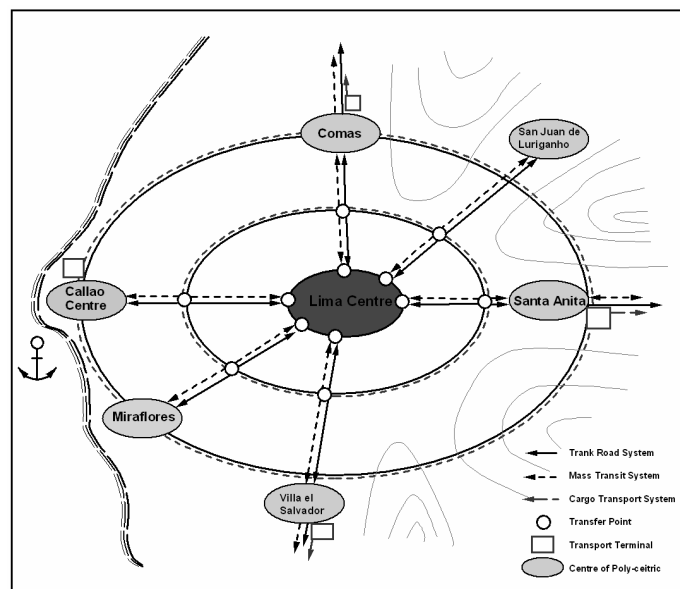 Comas
San Juan de
Luriganho
Callao
Centre
Lima Centre
Santa Anita
Miraflores
Villa el
Salvador
Trank Road System
Mass Transit System
Cargo Transport System
Transfer Point
Transport Terminal
Centre of Poly-ceitric